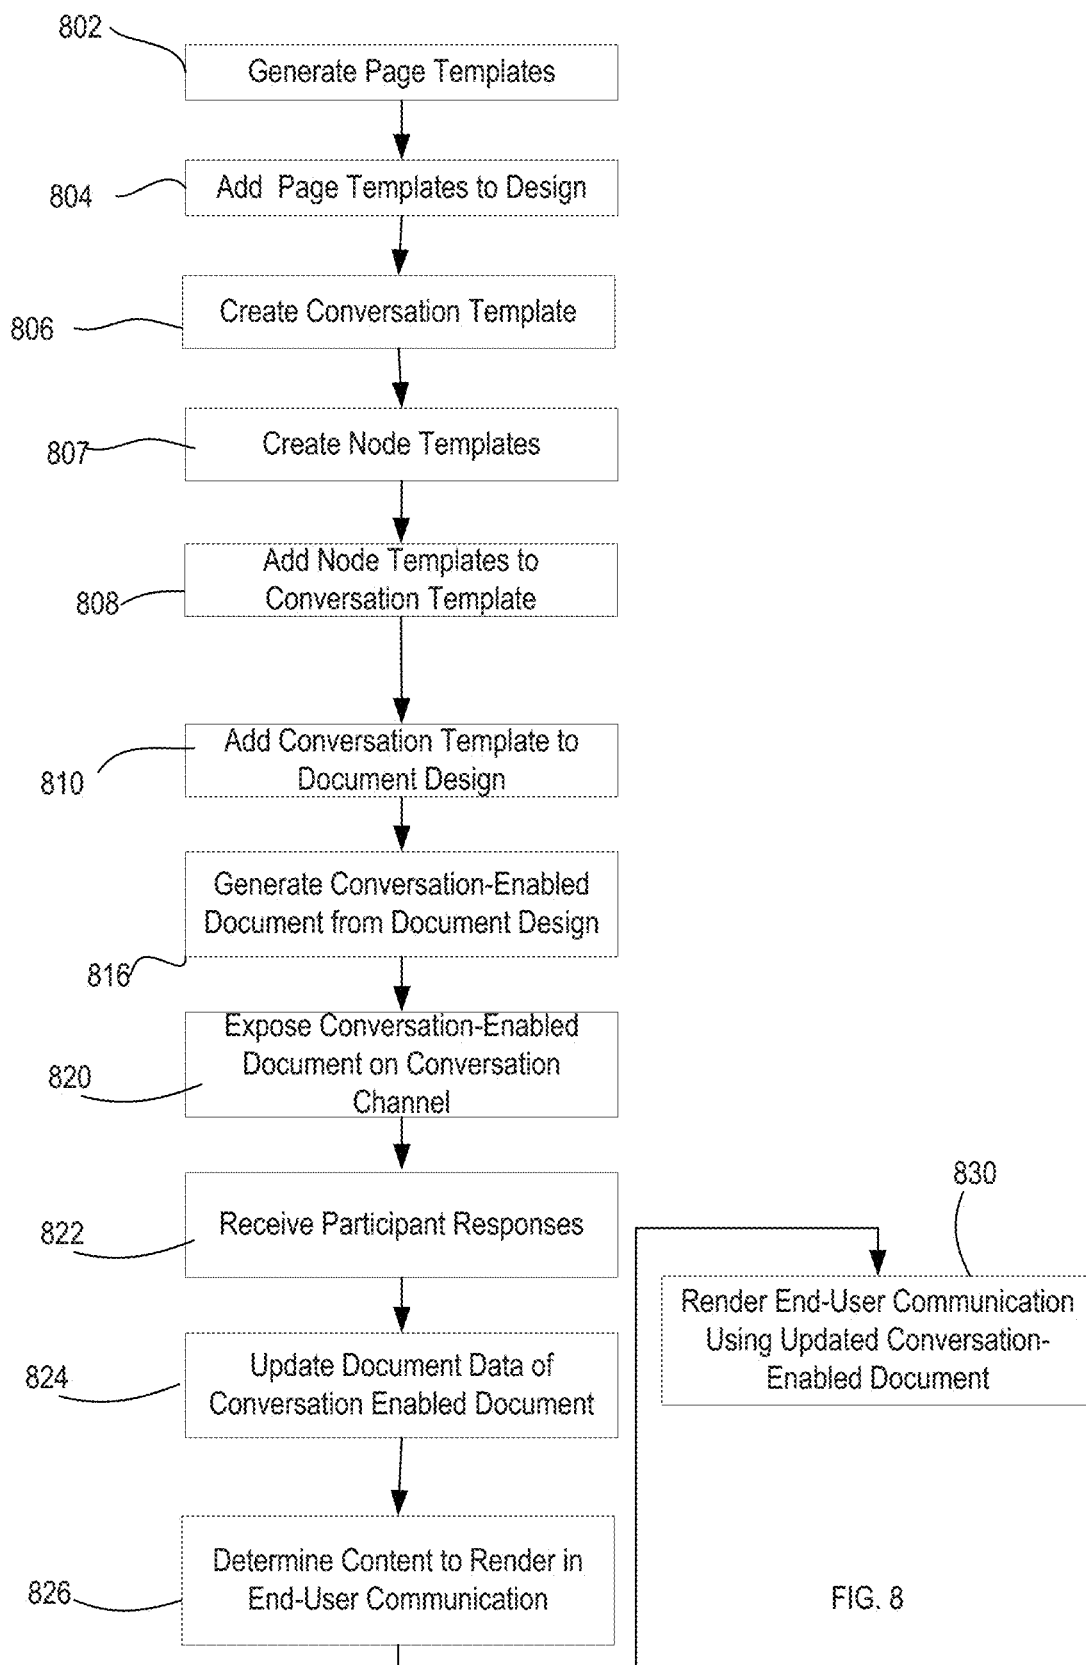 802
Generate Page Templates
804
Add Page Templates to Design
806
Create Conversation Template
807
Create Node Templates
808
Add Node Templates to
Conversation Template
810
Add Conversation Template to
Document Design
816
Generate Conversation-Enabled
Document from Document Design
820
Expose Conversation-Enabled
Document on Conversation
Channel
822
Receive Participant Responses
824
Update Document Data of
Conversation Enabled Document
826
Determine Content to Render in
End-User Communication
830
Render End-User Communication
Using Updated Conversation-
Enabled Document
FIG. 8